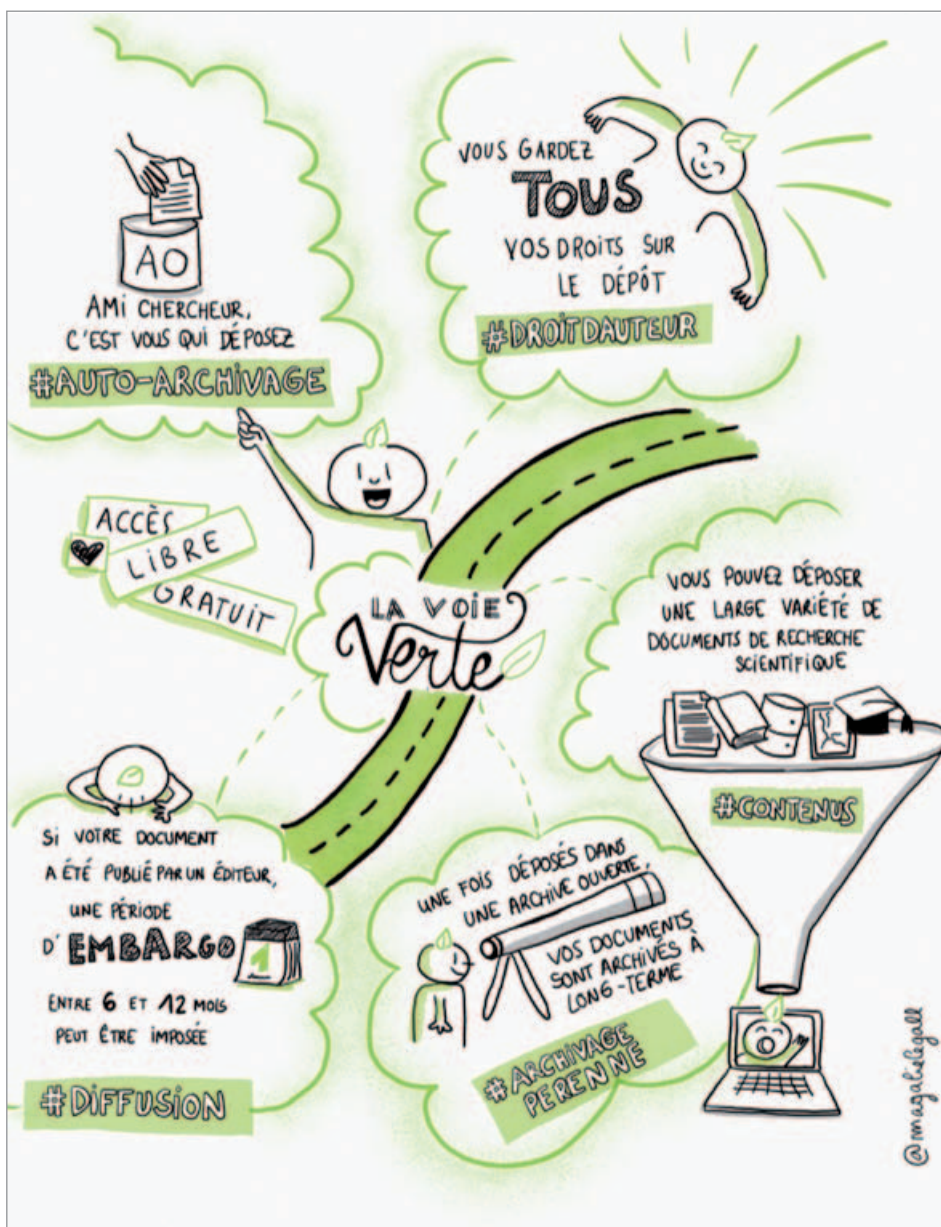 AO
AMI CHERCHEUR,
C'EST VOUS QUI DÉPOSEZ
#AUTO-ARCHIVAGE
VOUS GARDEZ
TOUS
VOS DROITS SUR
LE DÉPÔT
#DROITDAUTEUR
ACCÈS
LIBRE
GRATUIT
LA VOIE
Verte
VOUS POUVEZ DÉPOSER
UNE LARGE VARIÉTÉ DE
DOCUMENTS DE RECHERCHE
SCIENTIFIQUE
#CONTENUS
SI VOTRE DOCUMENT
A ÉTÉ PUBLIÉ PAR UN ÉDITEUR,
UNE PÉRIODE
D'EMBARGO
1
ENTRE 6 ET 12 MOIS
PEUT ÊTRE IMPOSÉE
#DIFFUSION
UNE FOIS DÉPOSÉS DANS
UNE ARCHIVE OUVERTE,
VOS DOCUMENTS
SONT ARCHIVÉS À
LONG-TERME
#ARCHIVAGE
PERENNE
@magalielegall